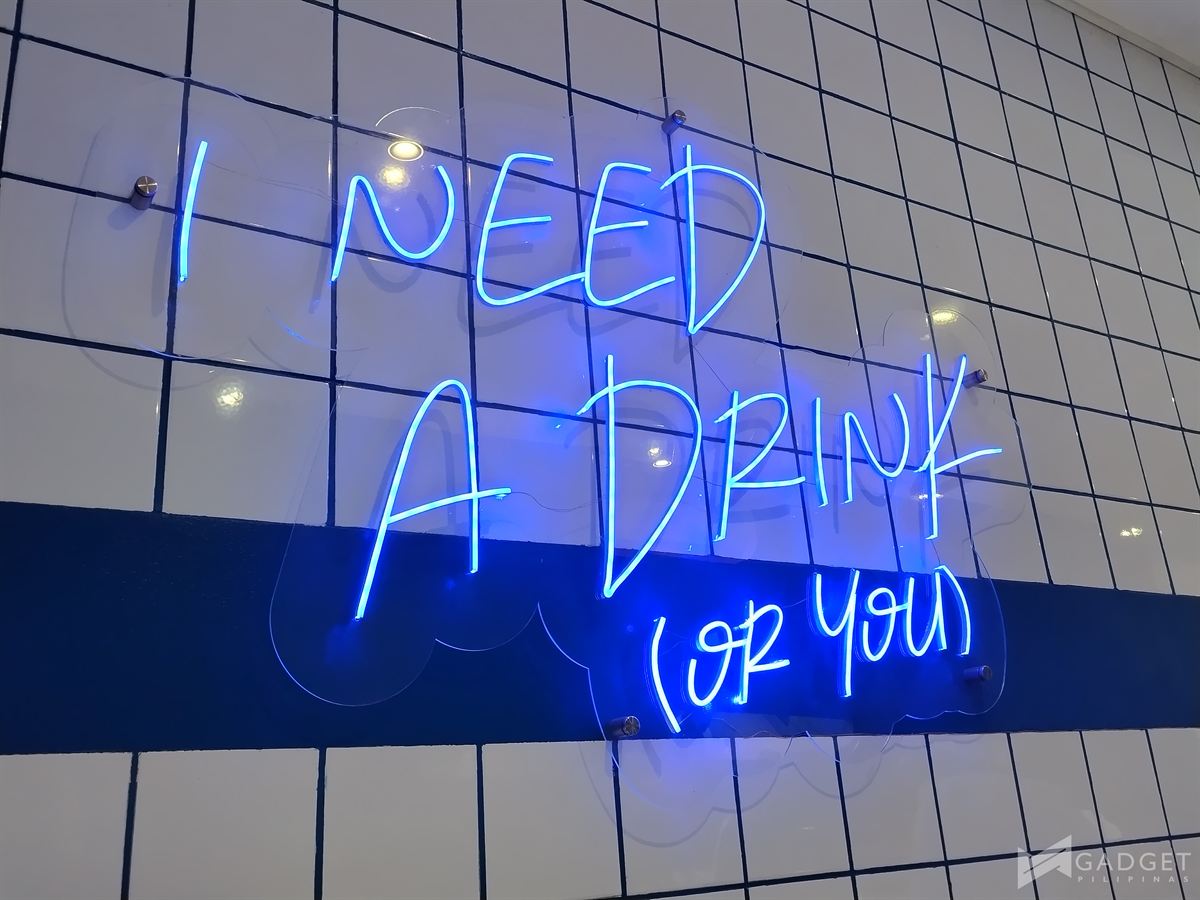 I NEED
A DRINK
(OR YOU)
GADGET
PILIPINAS